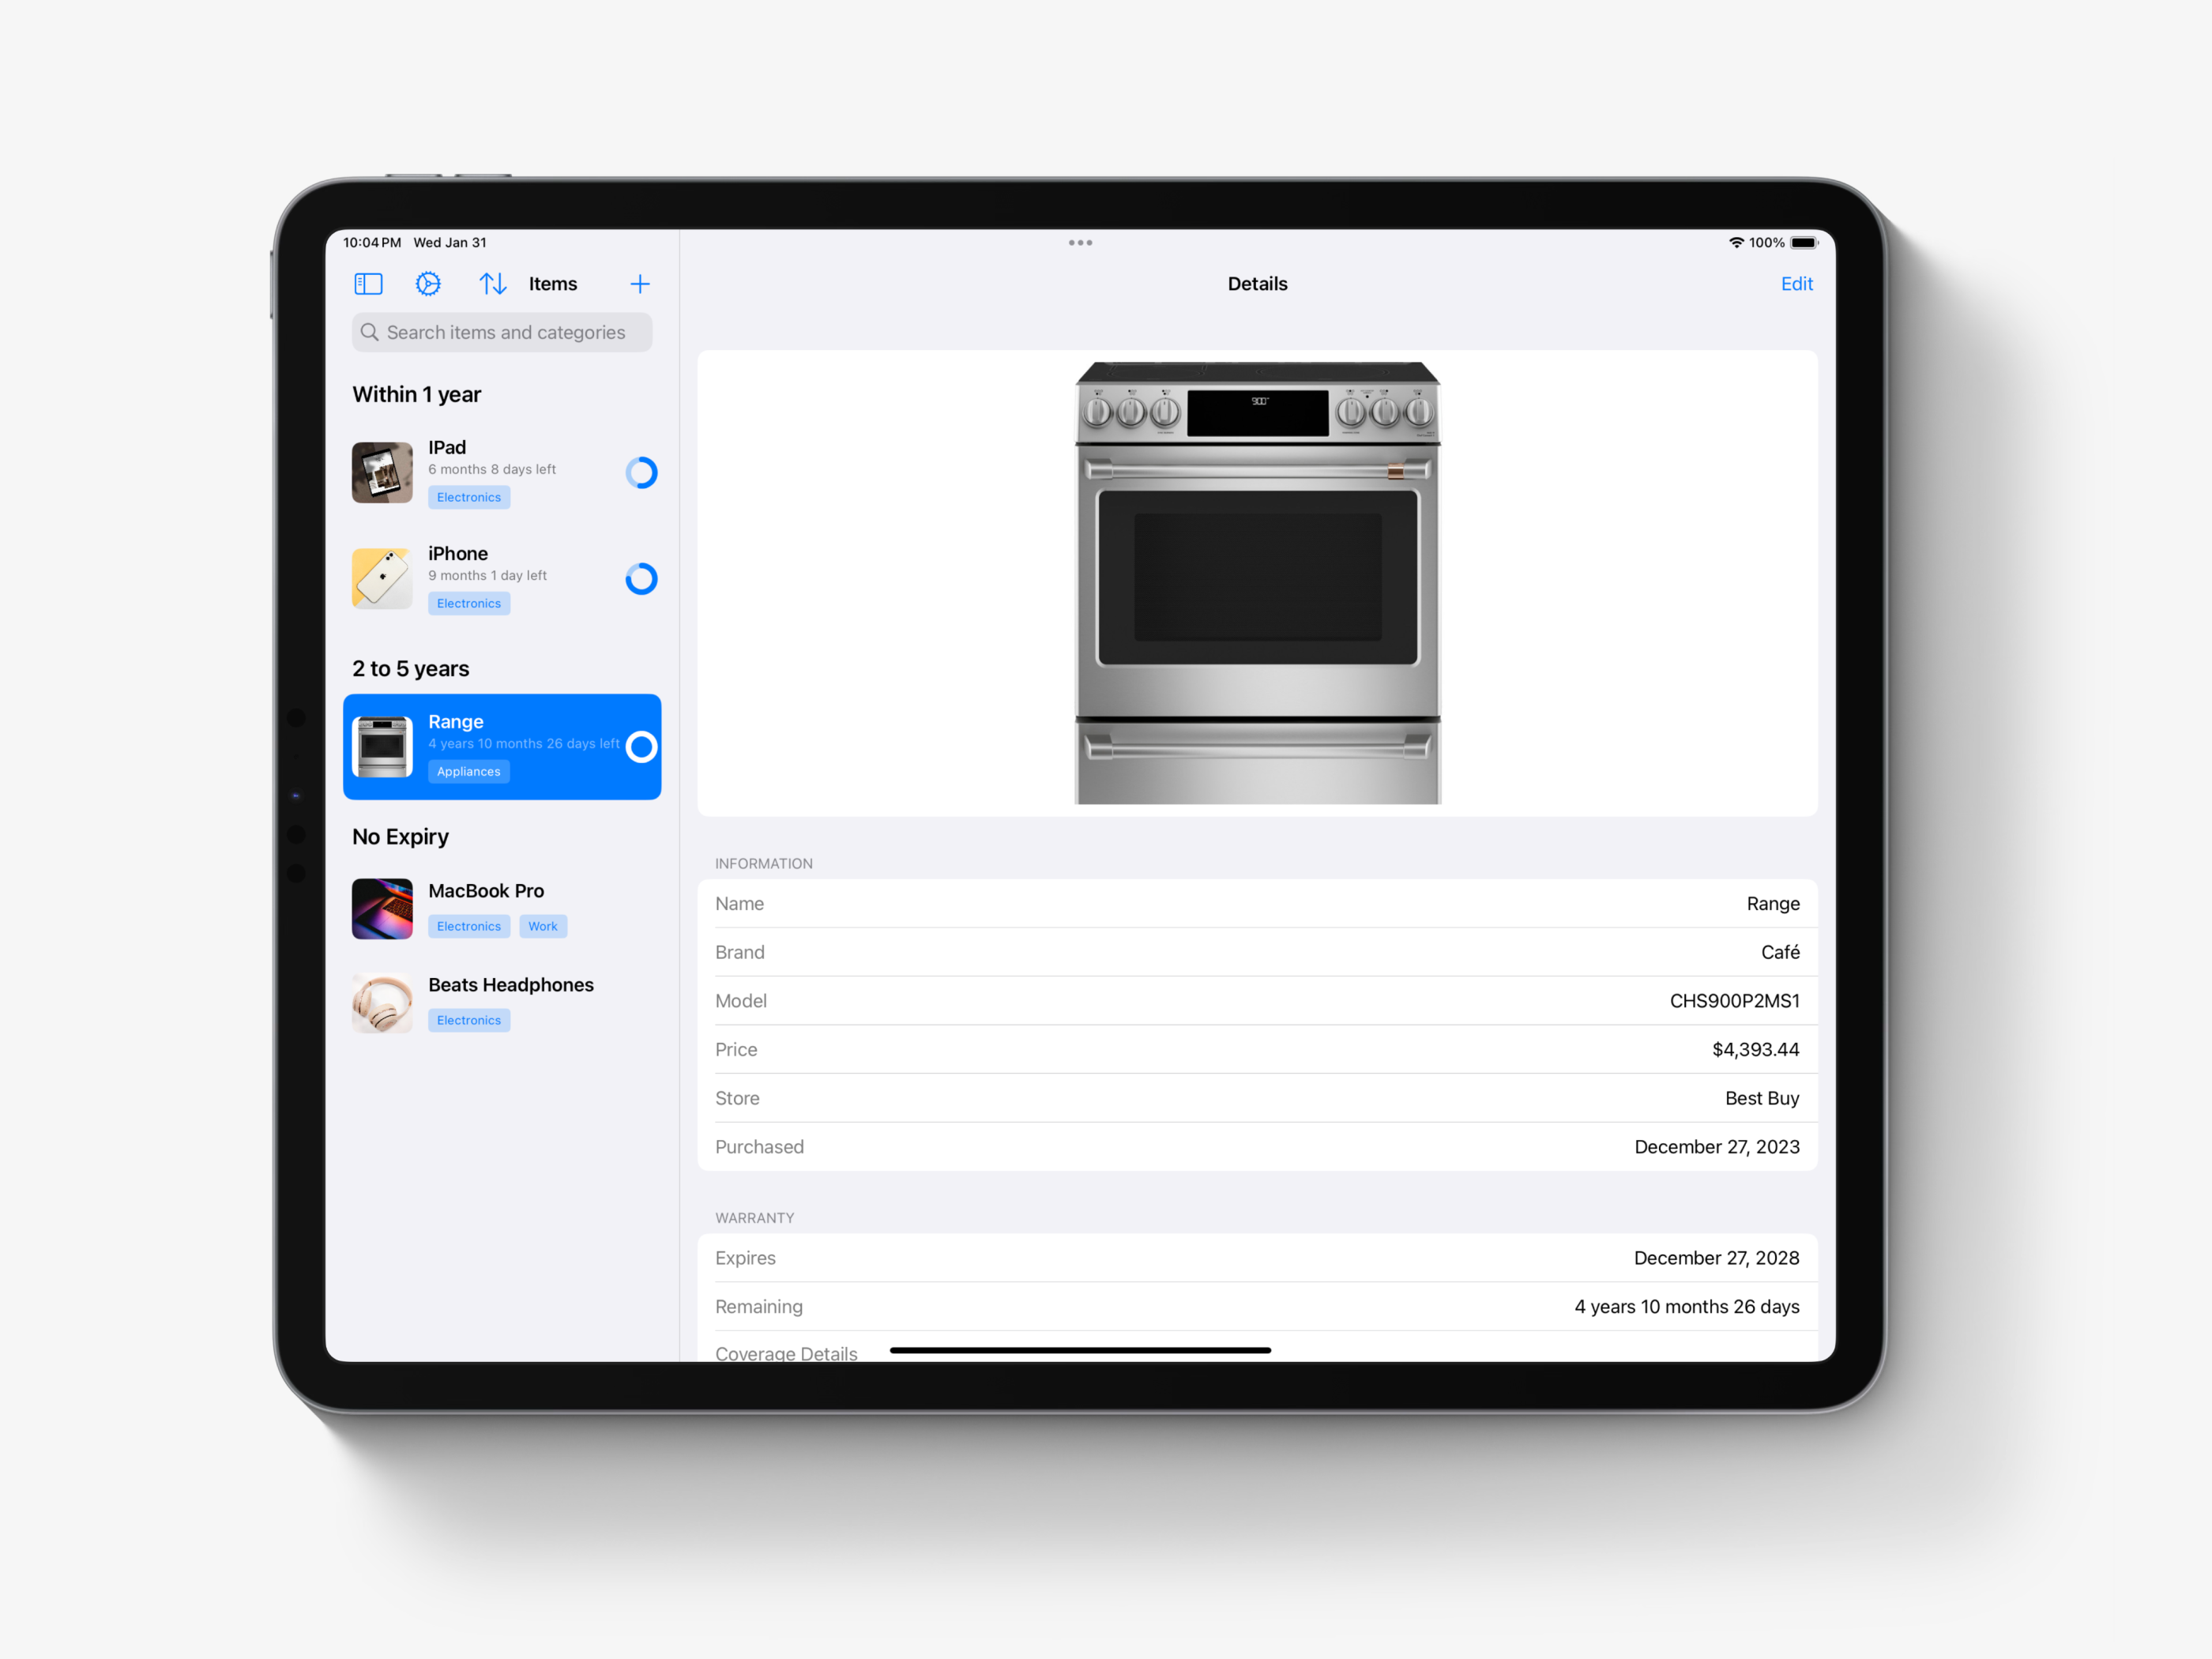 10:04 PM Wed Jan 31
100%
Items
Search items and categories
Within 1 year
IPad
6 months 8 days left
Electronics
iPhone
9 months 1 day left
Electronics
2 to 5 years
Range
4 years 10 months 26 days left
Appliances
No Expiry
MacBook Pro
Electronics Work
Beats Headphones
Electronics
Details
Edit
INFORMATION
Name Range
Brand Café
Model CHS900P2MS1
Price $4,393.44
Store Best Buy
Purchased December 27, 2023
WARRANTY
Expires December 27, 2028
Remaining 4 years 10 months 26 days
Coverage Details